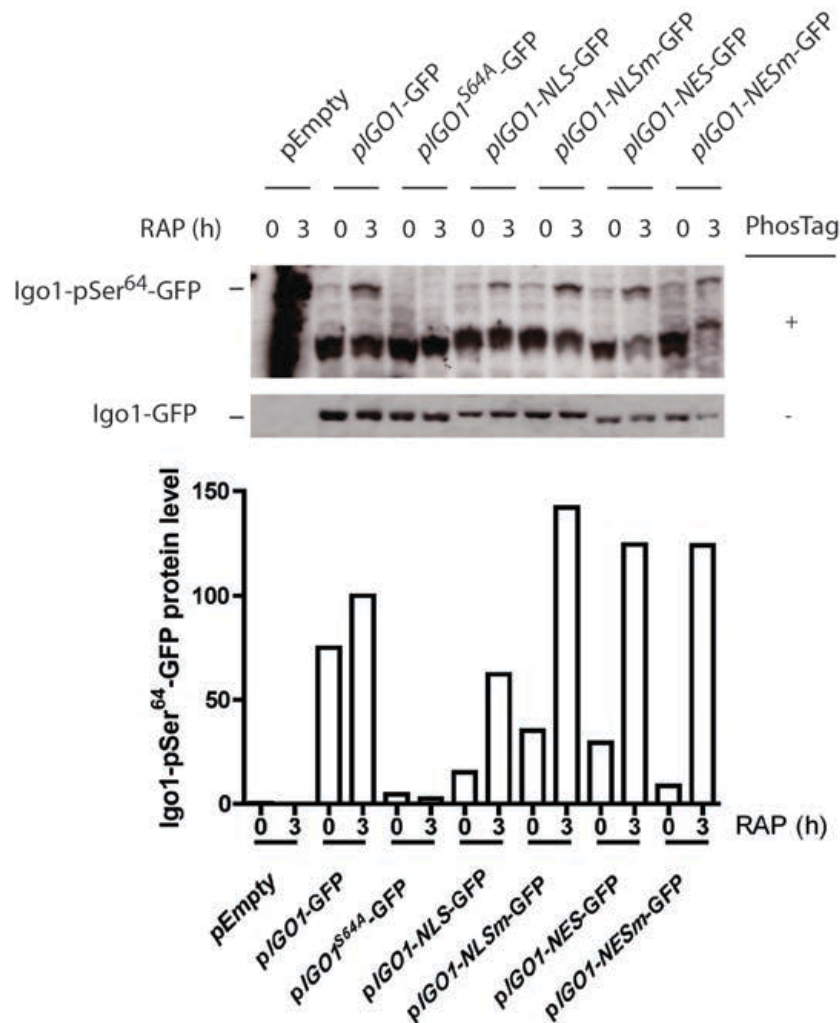 pEmpty pIGO1-GFP pIGO1S64A-GFP pIGO1-NLS-GFP pIGO1-NLSm-GFP pIGO1-NES-GFP pIGO1-NESm-GFP
RAP (h) 0 3 0 3 0 3 0 3 0 3 0 3 0 3 PhosTag
Igo1-pSer64-GFP – +
Igo1-GFP – -
Igo1-pSer64-GFP protein level
150
100
50
0
0 3 0 3 0 3 0 3 0 3 0 3 0 3 RAP (h)
pEmpty pIGO1-GFP pIGO1S64A-GFP pIGO1-NLS-GFP pIGO1-NLSm-GFP pIGO1-NES-GFP pIGO1-NESm-GFP